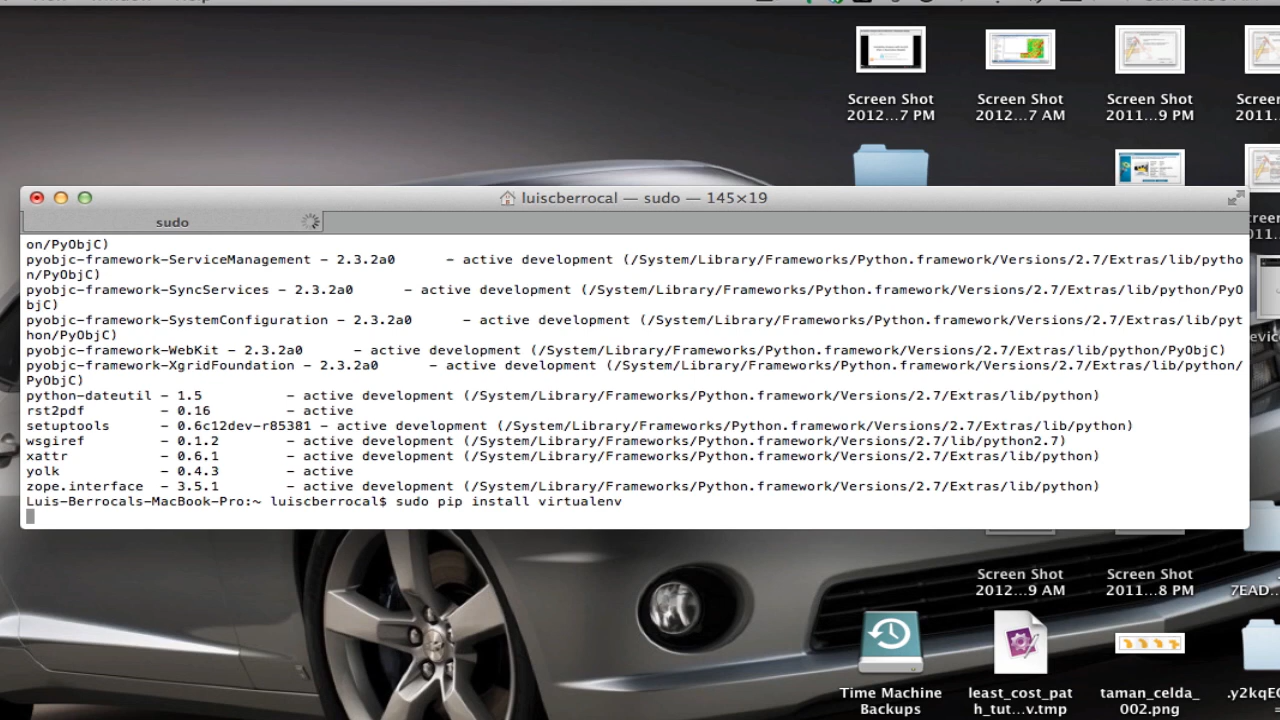 Screen Shot
2012...7 PM
Screen Shot
2012...7 AM
Screen Shot
2011...9 PM
luiscberrocal — sudo — 145×19
sudo
on/PyObjC)
pyobjc-framework-ServiceManagement - 2.3.2a0      - active development (/System/Library/Frameworks/Python.framework/Versions/2.7/Extras/lib/pytho
n/PyObjC)
pyobjc-framework-SyncServices - 2.3.2a0      - active development (/System/Library/Frameworks/Python.framework/Versions/2.7/Extras/lib/python/PyO
bjC)
pyobjc-framework-SystemConfiguration - 2.3.2a0      - active development (/System/Library/Frameworks/Python.framework/Versions/2.7/Extras/lib/pyt
hon/PyObjC)
pyobjc-framework-WebKit - 2.3.2a0      - active development (/System/Library/Frameworks/Python.framework/Versions/2.7/Extras/lib/python/PyObjC)
pyobjc-framework-XgridFoundation - 2.3.2a0      - active development (/System/Library/Frameworks/Python.framework/Versions/2.7/Extras/lib/python/
PyObjC)
python-dateutil - 1.5          - active development (/System/Library/Frameworks/Python.framework/Versions/2.7/Extras/lib/python)
rst2pdf         - 0.16         - active
setuptools      - 0.6c12dev-r85381 - active development (/System/Library/Frameworks/Python.framework/Versions/2.7/Extras/lib/python)
wsgiref         - 0.1.2        - active development (/System/Library/Frameworks/Python.framework/Versions/2.7/lib/python2.7)
xattr           - 0.6.1        - active development (/System/Library/Frameworks/Python.framework/Versions/2.7/Extras/lib/python)
yolk            - 0.4.3        - active
zope.interface  - 3.5.1        - active development (/System/Library/Frameworks/Python.framework/Versions/2.7/Extras/lib/python)
Luis-Berrocals-MacBook-Pro:~ luiscberrocal$ sudo pip install virtualenv
Screen Shot
2012...9 AM
Screen Shot
2011...8 PM
7EAD...
Time Machine
Backups
least_cost_pat
h_tut...v.tmp
taman_celda_
002.png